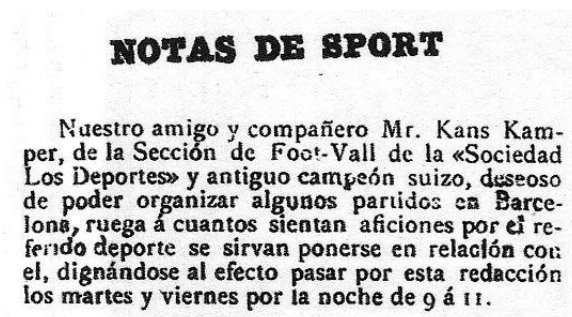 NOTAS DE SPORT
Nuestro amigo y compañero Mr. Kans Kam-
per, de la Sección de Foot-Vall de la «Sociedad
Los Deportes» y antiguo campeón suizo, deseoso
de poder organizar algunos partidos en Barce-
lona, ruega á cuantos sientan aficiones por el re-
ferido deporte se sirvan ponerse en relación con
el, dignándose al efecto pasar por esta redacción
los martes y viernes por la noche de 9 á 11.